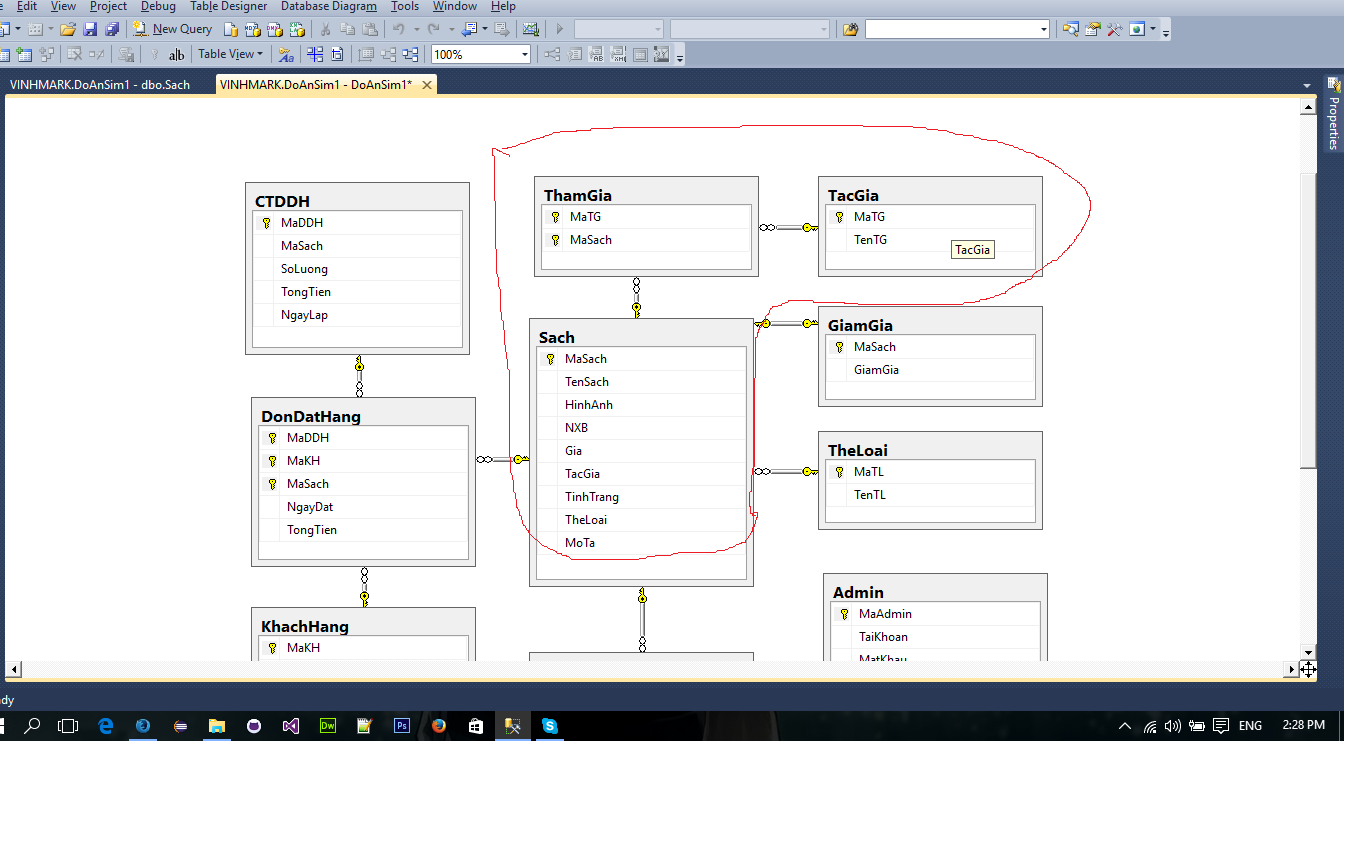 Edit View Project Debug Table Designer Database Diagram Tools Window Help
New Query
Table View
100%
VINHMARK.DoAnSim1 - dbo.Sach
VINHMARK.DoAnSim1 - DoAnSim1*
Properties
CTDDH
MaDDH
MaSach
SoLuong
TongTien
NgayLap
ThamGia
MaTG
MaSach
TacGia
MaTG
TenTG
TacGia
Sach
MaSach
TenSach
HinhAnh
NXB
Gia
TacGia
TinhTrang
TheLoai
MoTa
GiamGia
MaSach
GiamGia
DonDatHang
MaDDH
MaKH
MaSach
NgayDat
TongTien
TheLoai
MaTL
TenTL
Admin
MaAdmin
TaiKhoan
MatKhau
KhachHang
MaKH
dy
Dw
Ps
ENG
2:28 PM